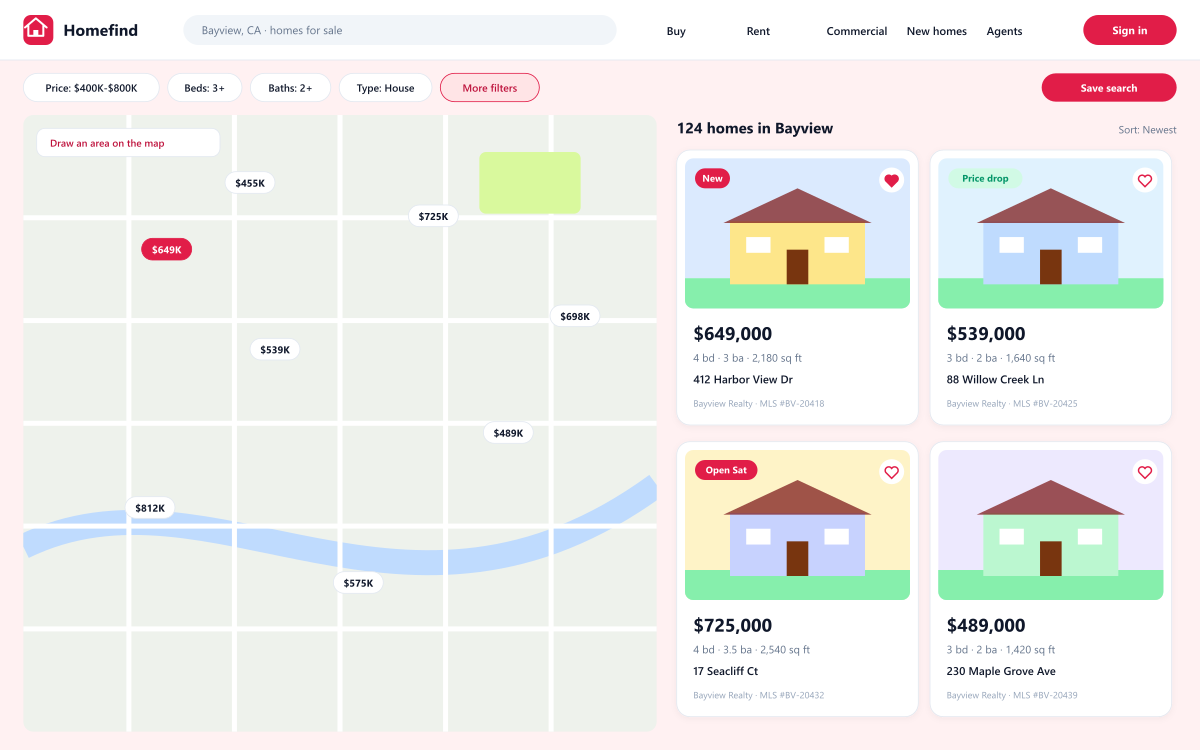 Homefind
Bayview, CA · homes for sale
Buy
Rent
Commercial
New homes
Agents
Sign in
Price: $400K-$800K
Beds: 3+
Baths: 2+
Type: House
More filters
Save search
Draw an area on the map
$455K
$725K
$649K
$698K
$539K
$489K
$812K
$575K
124 homes in Bayview
Sort: Newest
New
$649,000
4 bd · 3 ba · 2,180 sq ft
412 Harbor View Dr
Bayview Realty · MLS #BV-20418
Price drop
$539,000
3 bd · 2 ba · 1,640 sq ft
88 Willow Creek Ln
Bayview Realty · MLS #BV-20425
Open Sat
$725,000
4 bd · 3.5 ba · 2,540 sq ft
17 Seacliff Ct
Bayview Realty · MLS #BV-20432
$489,000
3 bd · 2 ba · 1,420 sq ft
230 Maple Grove Ave
Bayview Realty · MLS #BV-20439